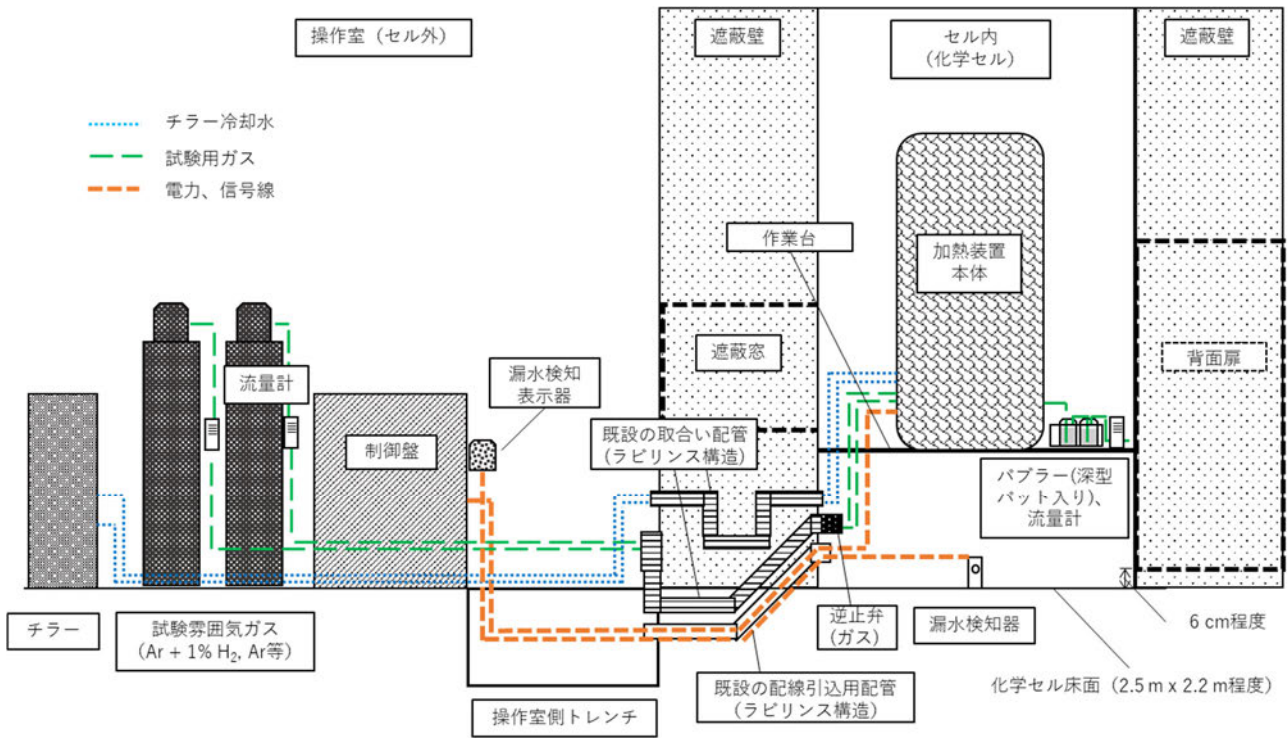 操作室（セル外）
遮蔽壁
セル内
(化学セル)
遮蔽壁
チラー冷却水
試験用ガス
電力、信号線
作業台
加熱装置
本体
遮蔽窓
背面扉
流量計
漏水検知
表示器
制御盤
既設の取合い配管
(ラビリンス構造)
バブラー(深型
バット入り)、
流量計
チラー
試験雰囲気ガス
（Ar + 1% H₂, Ar等）
逆止弁
(ガス)
漏水検知器
6 cm程度
既設の配線引込用配管
(ラビリンス構造)
化学セル床面（2.5 m x 2.2 m程度）
操作室側トレンチ